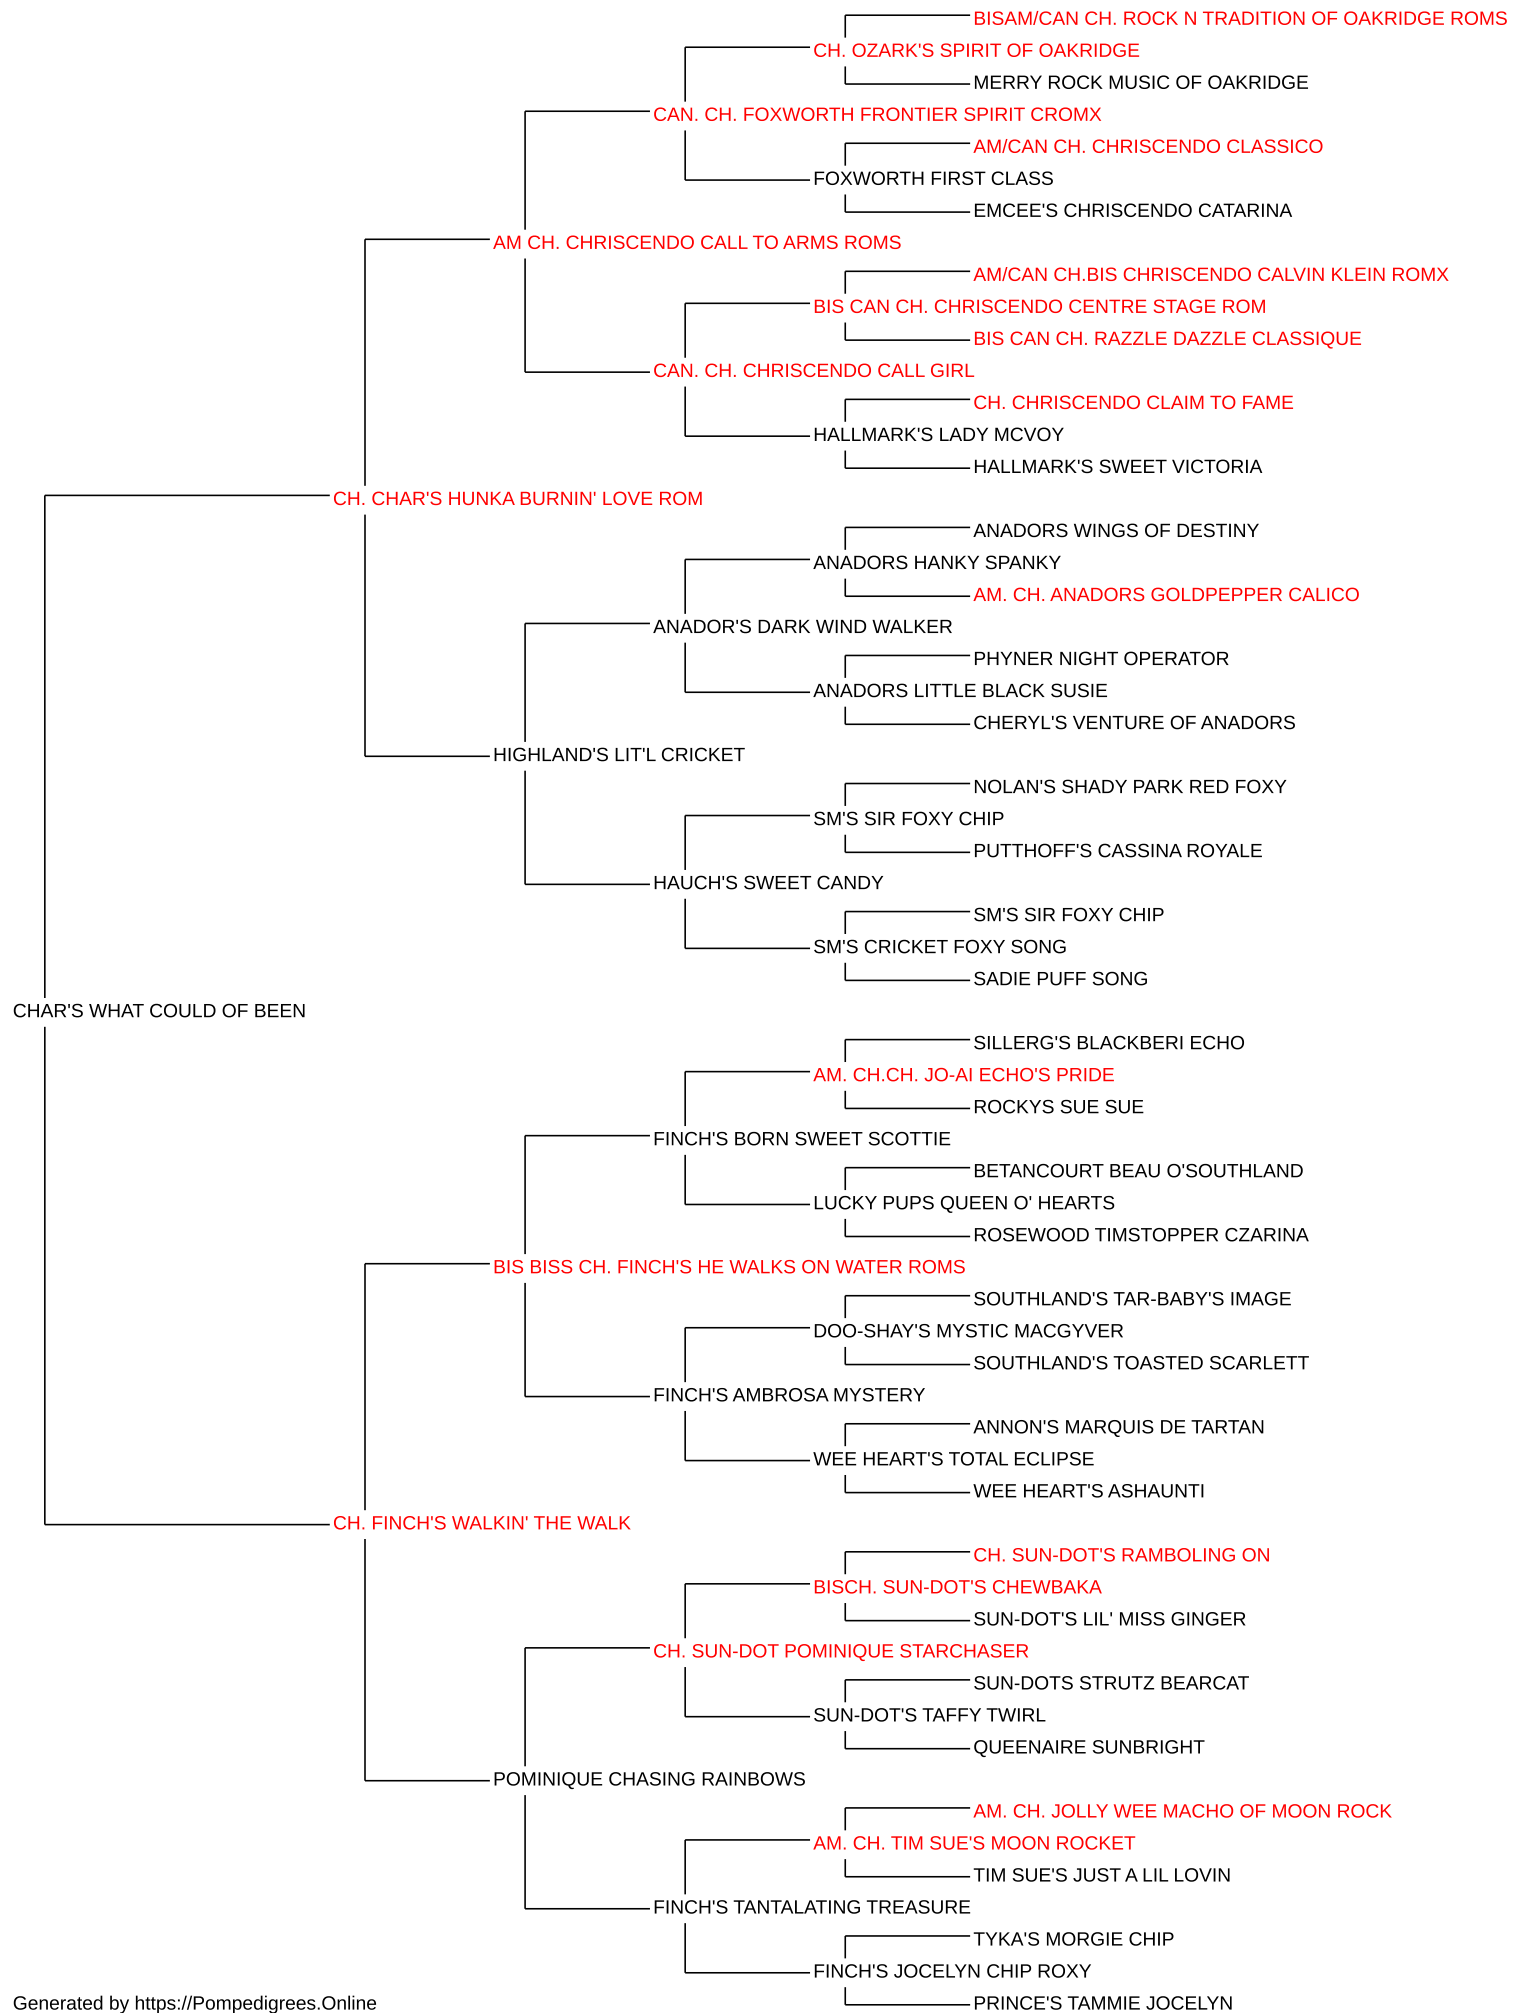 BISAM/CAN CH. ROCK N TRADITION OF OAKRIDGE ROMS
CH. OZARK'S SPIRIT OF OAKRIDGE
MERRY ROCK MUSIC OF OAKRIDGE
CAN. CH. FOXWORTH FRONTIER SPIRIT CROMX
AM/CAN CH. CHRISCENDO CLASSICO
FOXWORTH FIRST CLASS
EMCEE'S CHRISCENDO CATARINA
AM CH. CHRISCENDO CALL TO ARMS ROMS
AM/CAN CH.BIS CHRISCENDO CALVIN KLEIN ROMX
BIS CAN CH. CHRISCENDO CENTRE STAGE ROM
BIS CAN CH. RAZZLE DAZZLE CLASSIQUE
CAN. CH. CHRISCENDO CALL GIRL
CH. CHRISCENDO CLAIM TO FAME
HALLMARK'S LADY MCVOY
HALLMARK'S SWEET VICTORIA
CH. CHAR'S HUNKA BURNIN' LOVE ROM
ANADORS WINGS OF DESTINY
ANADORS HANKY SPANKY
AM. CH. ANADORS GOLDPEPPER CALICO
ANADOR'S DARK WIND WALKER
PHYNER NIGHT OPERATOR
ANADORS LITTLE BLACK SUSIE
CHERYL'S VENTURE OF ANADORS
HIGHLAND'S LIT'L CRICKET
NOLAN'S SHADY PARK RED FOXY
SM'S SIR FOXY CHIP
PUTTHOFF'S CASSINA ROYALE
HAUCH'S SWEET CANDY
SM'S SIR FOXY CHIP
SM'S CRICKET FOXY SONG
SADIE PUFF SONG
CHAR'S WHAT COULD OF BEEN
SILLERG'S BLACKBERI ECHO
AM. CH.CH. JO-AI ECHO'S PRIDE
ROCKYS SUE SUE
FINCH'S BORN SWEET SCOTTIE
BETANCOURT BEAU O'SOUTHLAND
LUCKY PUPS QUEEN O' HEARTS
ROSEWOOD TIMSTOPPER CZARINA
BIS BISS CH. FINCH'S HE WALKS ON WATER ROMS
SOUTHLAND'S TAR-BABY'S IMAGE
DOO-SHAY'S MYSTIC MACGYVER
SOUTHLAND'S TOASTED SCARLETT
FINCH'S AMBROSA MYSTERY
ANNON'S MARQUIS DE TARTAN
WEE HEART'S TOTAL ECLIPSE
WEE HEART'S ASHAUNTI
CH. FINCH'S WALKIN' THE WALK
CH. SUN-DOT'S RAMBOLING ON
BISCH. SUN-DOT'S CHEWBAKA
SUN-DOT'S LIL' MISS GINGER
CH. SUN-DOT POMINIQUE STARCHASER
SUN-DOTS STRUTZ BEARCAT
SUN-DOT'S TAFFY TWIRL
QUEENAIRE SUNBRIGHT
POMINIQUE CHASING RAINBOWS
AM. CH. JOLLY WEE MACHO OF MOON ROCK
AM. CH. TIM SUE'S MOON ROCKET
TIM SUE'S JUST A LIL LOVIN
FINCH'S TANTALATING TREASURE
TYKA'S MORGIE CHIP
FINCH'S JOCELYN CHIP ROXY
PRINCE'S TAMMIE JOCELYN
Generated by https://Pompedigrees.Online